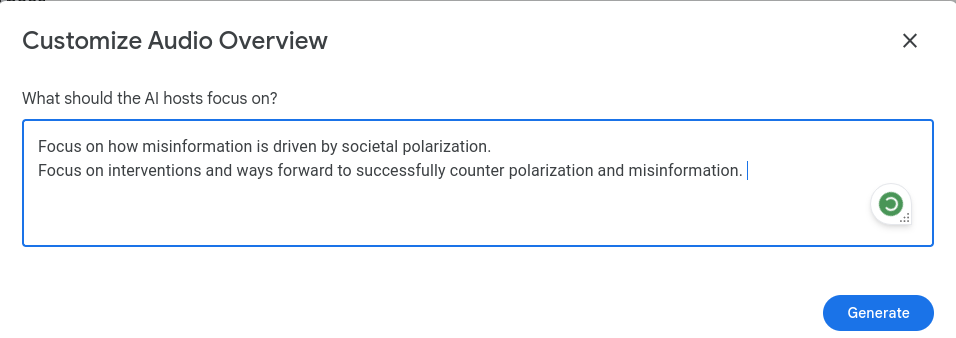 Customize Audio Overview
What should the AI hosts focus on?
Focus on how misinformation is driven by societal polarization.
Focus on interventions and ways forward to successfully counter polarization and misinformation.
Generate